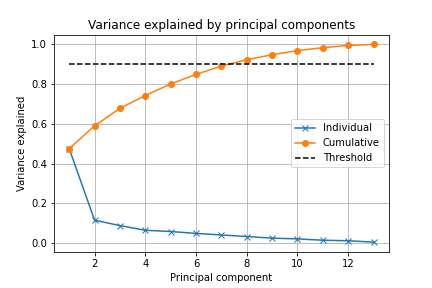 Variance explained by principal components
1.0
0.8
0.6
0.4
0.2
0.0
Variance explained
Individual
Cumulative
Threshold
2 4 6 8 10 12
Principal component